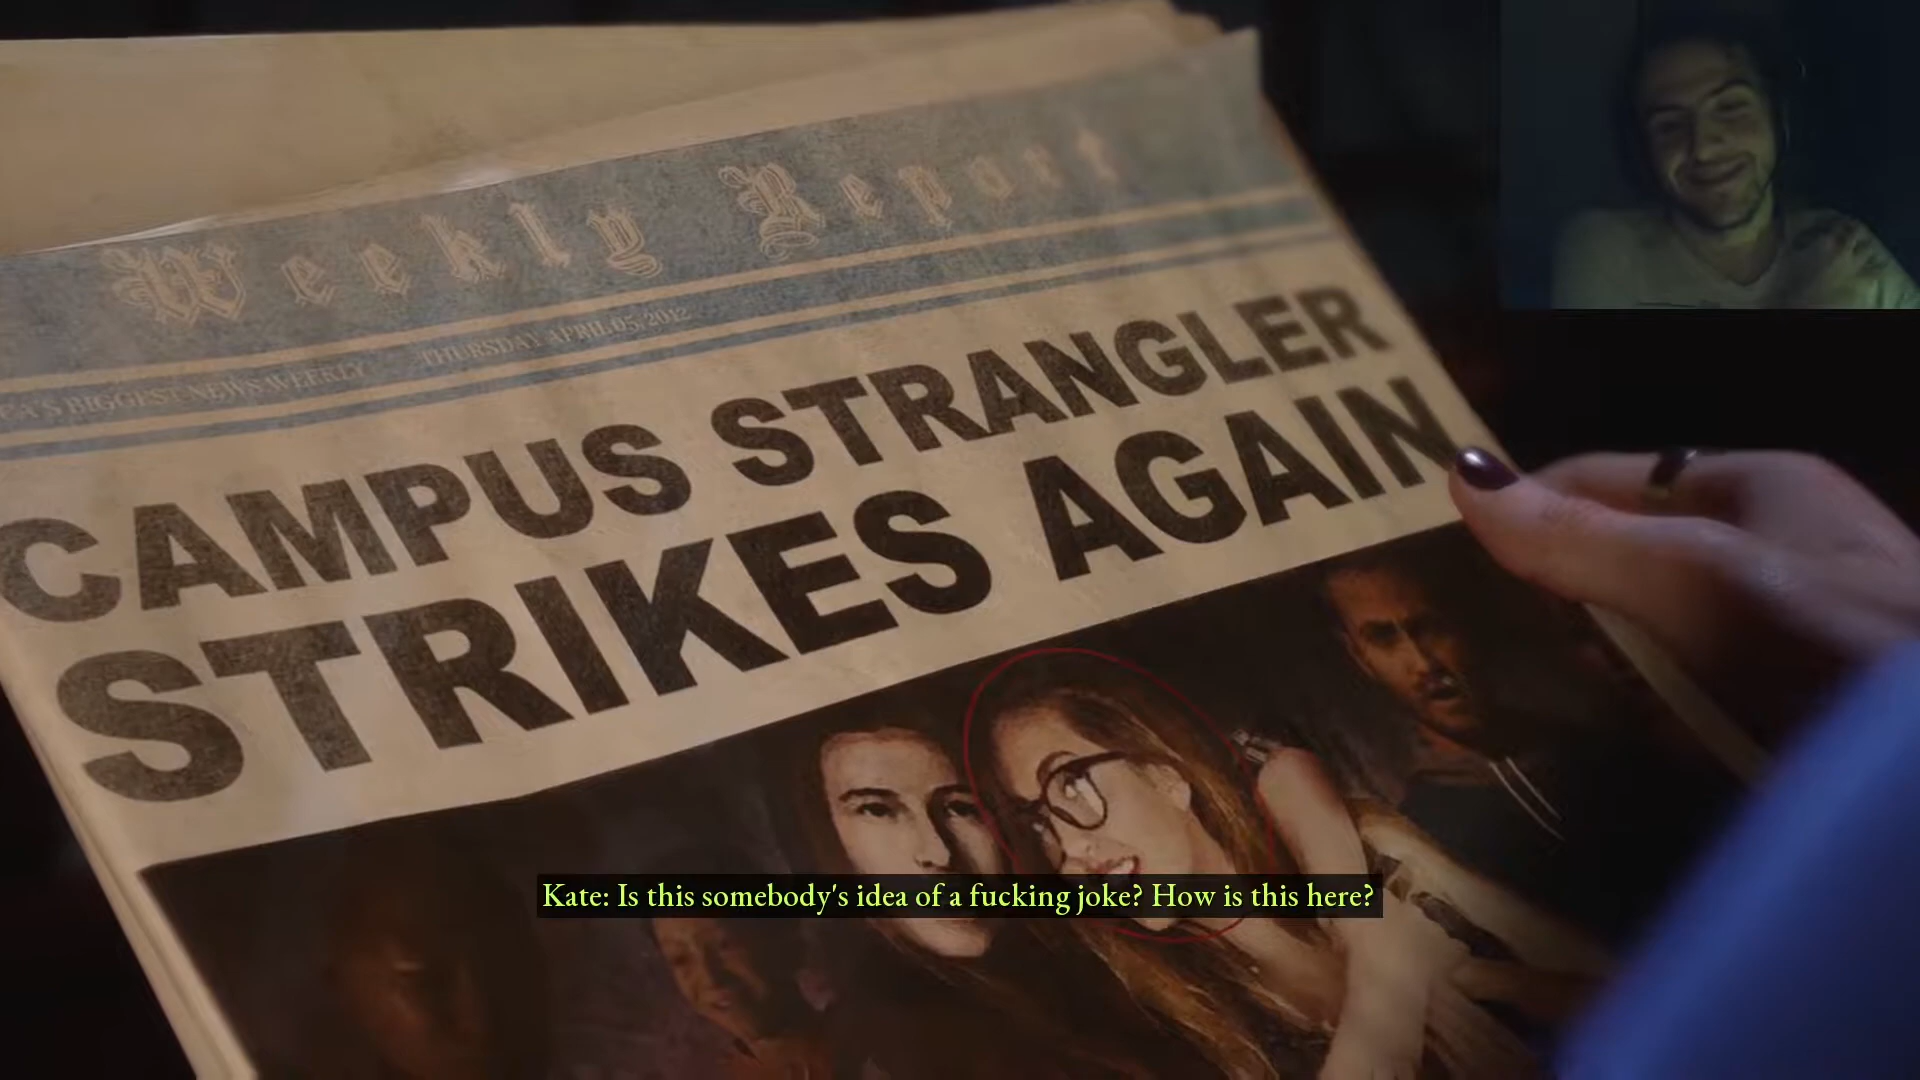 Weekly Report
BIGGEST NEWS WEEKLY THURSDAY APRIL 05, 2012
CAMPUS STRANGLER
STRIKES AGAIN
Kate: Is this somebody's idea of a fucking joke? How is this here?